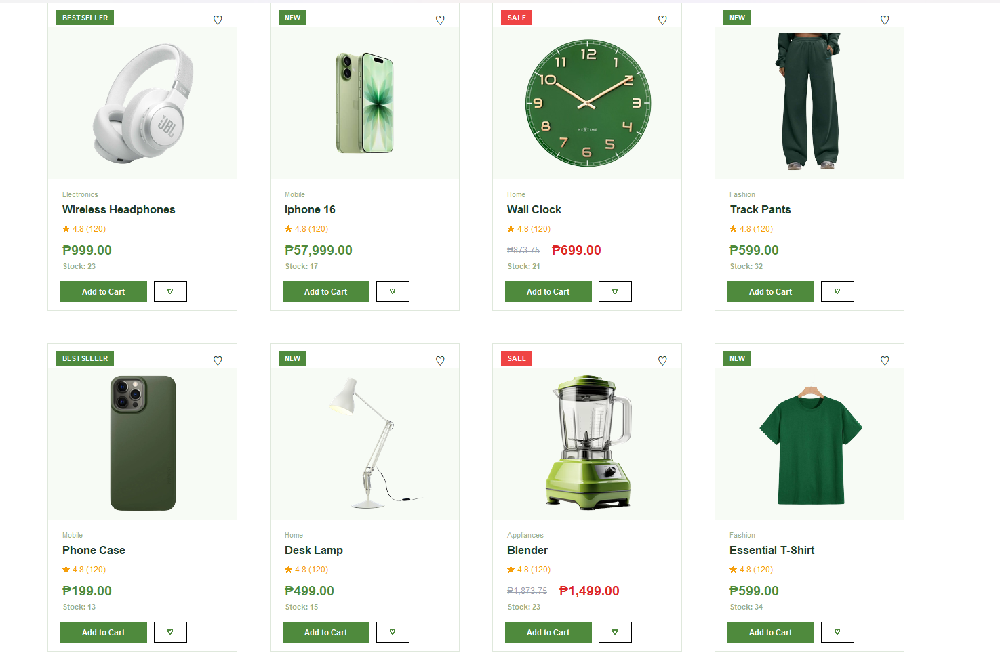 BESTSELLER
♡
NEW
♡
SALE
♡
NEW
♡
JBL
12
11
1
10
2
9
3
8
4
7
5
6
NEXTIME
Electronics
Wireless Headphones
★ 4.8 (120)
₱999.00
Stock: 23
Add to Cart
Mobile
Iphone 16
★ 4.8 (120)
₱57,999.00
Stock: 17
Add to Cart
Home
Wall Clock
★ 4.8 (120)
₱873.75 ₱699.00
Stock: 21
Add to Cart
Fashion
Track Pants
★ 4.8 (120)
₱599.00
Stock: 32
Add to Cart
BESTSELLER
♡
NEW
♡
SALE
♡
NEW
♡
Mobile
Phone Case
★ 4.8 (120)
₱199.00
Stock: 13
Add to Cart
Home
Desk Lamp
★ 4.8 (120)
₱499.00
Stock: 15
Add to Cart
Appliances
Blender
★ 4.8 (120)
₱1,873.75 ₱1,499.00
Stock: 23
Add to Cart
Fashion
Essential T-Shirt
★ 4.8 (120)
₱599.00
Stock: 34
Add to Cart